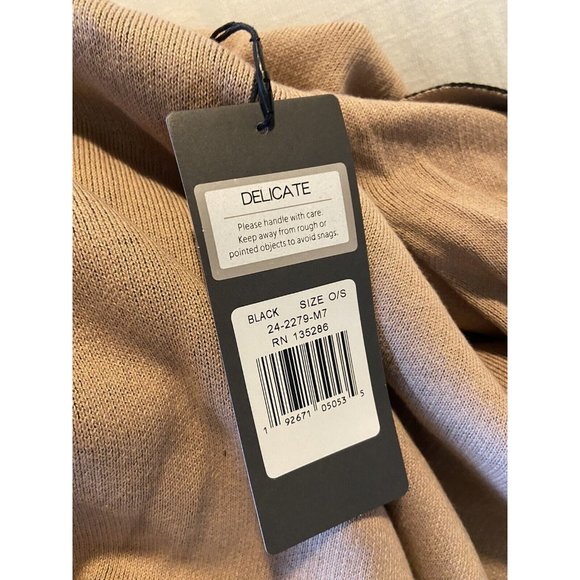 DELICATE
Please handle with care.
Keep away from rough or
pointed objects to avoid snags.
BLACK SIZE O/S
24-2279-M7
RN 135286
1 92671 05053 5